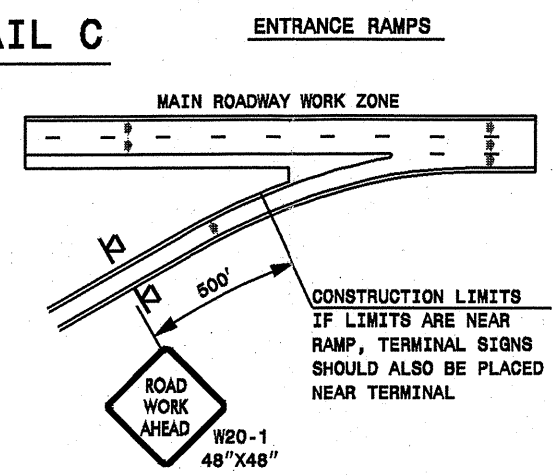 AIL C
ENTRANCE RAMPS
MAIN ROADWAY WORK ZONE
500'
CONSTRUCTION LIMITS
IF LIMITS ARE NEAR
RAMP, TERMINAL SIGNS
SHOULD ALSO BE PLACED
NEAR TERMINAL
ROAD
WORK
AHEAD
W20-1
48"X48"